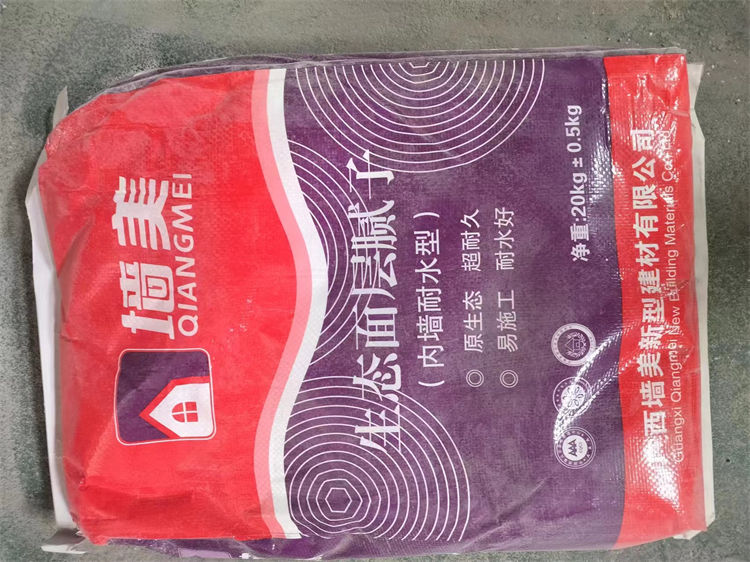 墙美
QIANGMEI
生态面层腻子
（内墙耐水型）
◎ 原生态 超耐久
◎ 易施工 耐水好
净重:20kg ± 0.5kg
广西墙美新型建材有限公司
Guangxi Qiangmei New Building Materials Co., Ltd
AAA